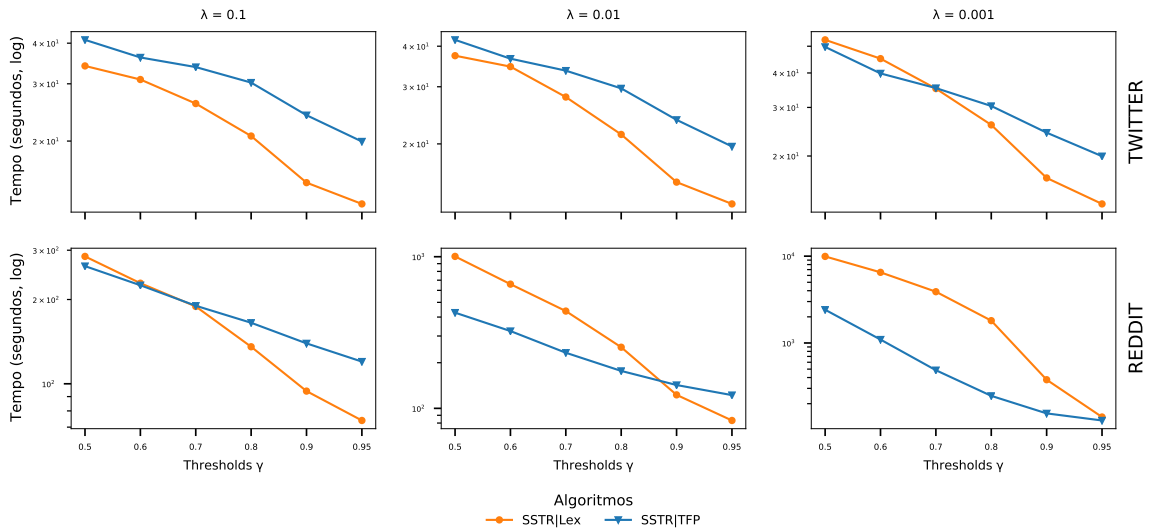 λ = 0.1
λ = 0.01
λ = 0.001
Tempo (segundos, log)
4 × 10¹
3 × 10¹
2 × 10¹
4 × 10¹
3 × 10¹
2 × 10¹
4 × 10¹
3 × 10¹
2 × 10¹
TWITTER
Tempo (segundos, log)
3 × 10²
2 × 10²
10²
10³
10²
10⁴
10³
REDDIT
0.5 0.6 0.7 0.8 0.9 0.95
0.5 0.6 0.7 0.8 0.9 0.95
0.5 0.6 0.7 0.8 0.9 0.95
Thresholds γ
Thresholds γ
Thresholds γ
Algoritmos
SSTR|Lex
SSTR|TFP